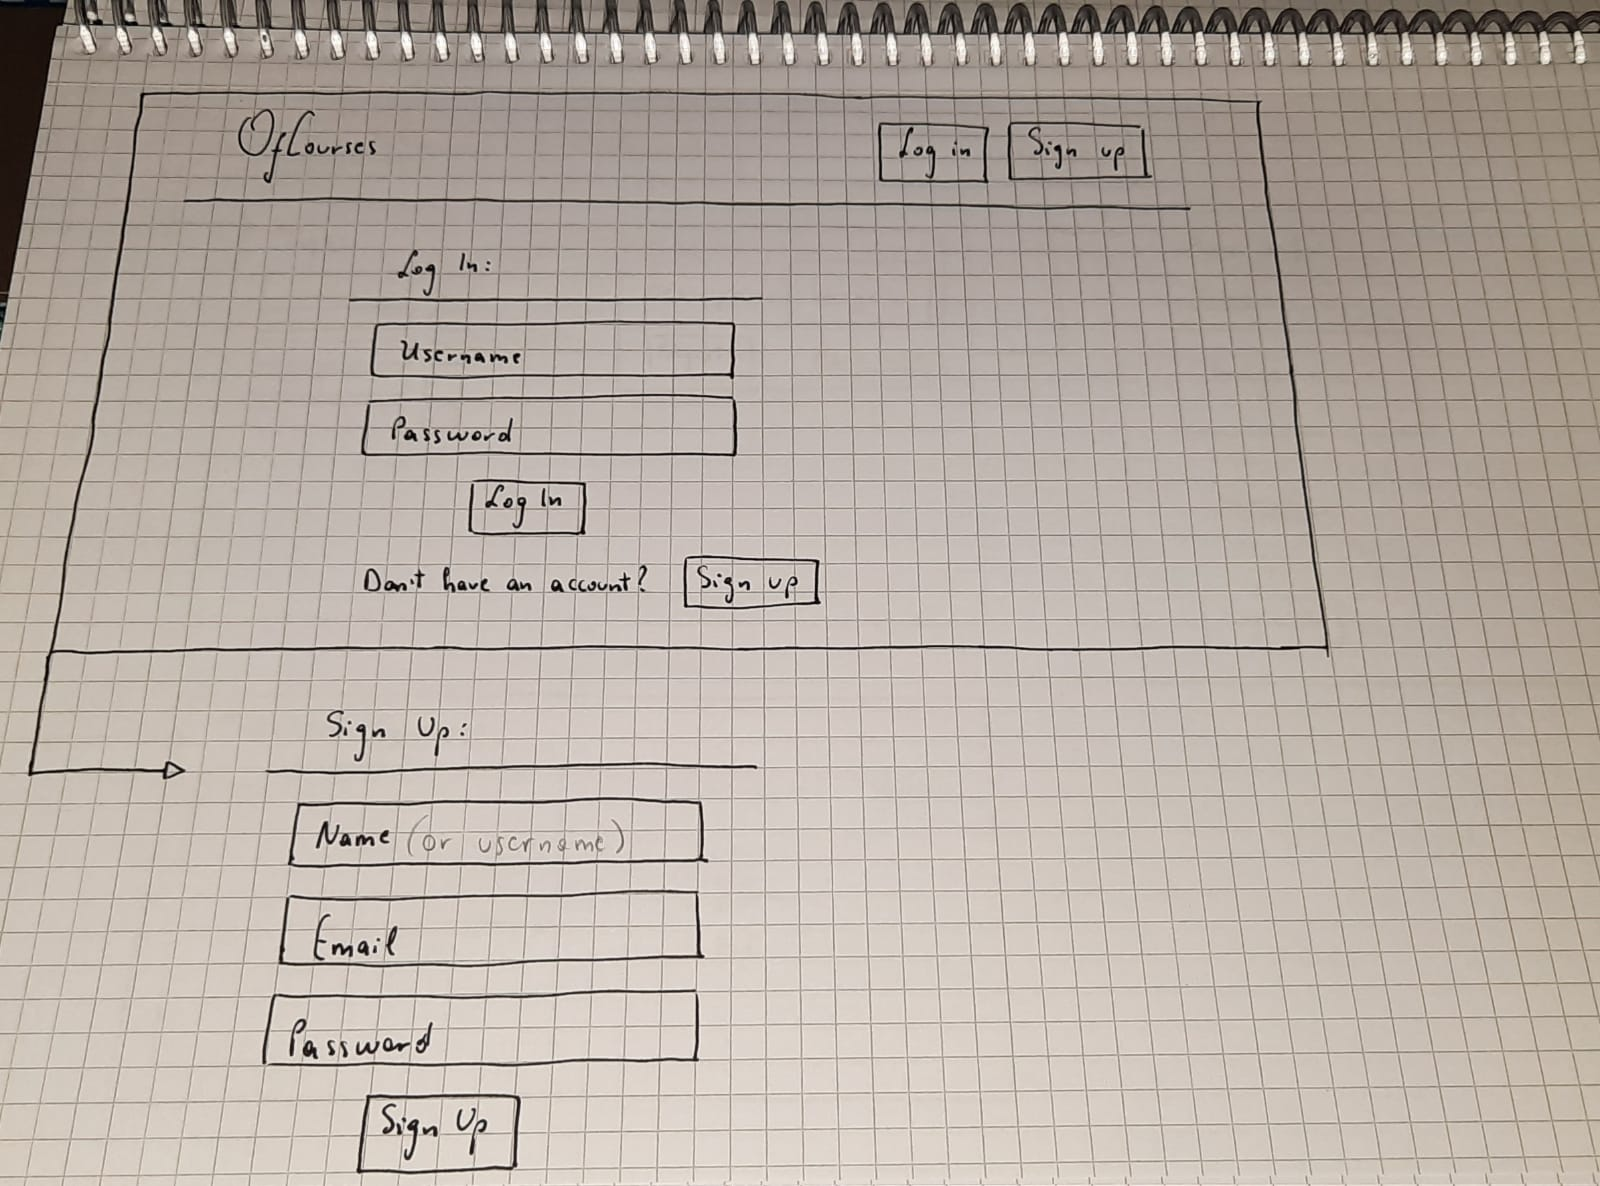 OfCourses
Log in
Sign up
Log In:
Username
Password
Log In
Don't have an account? Sign up
Sign Up:
Name (or username)
Email
Password
Sign Up